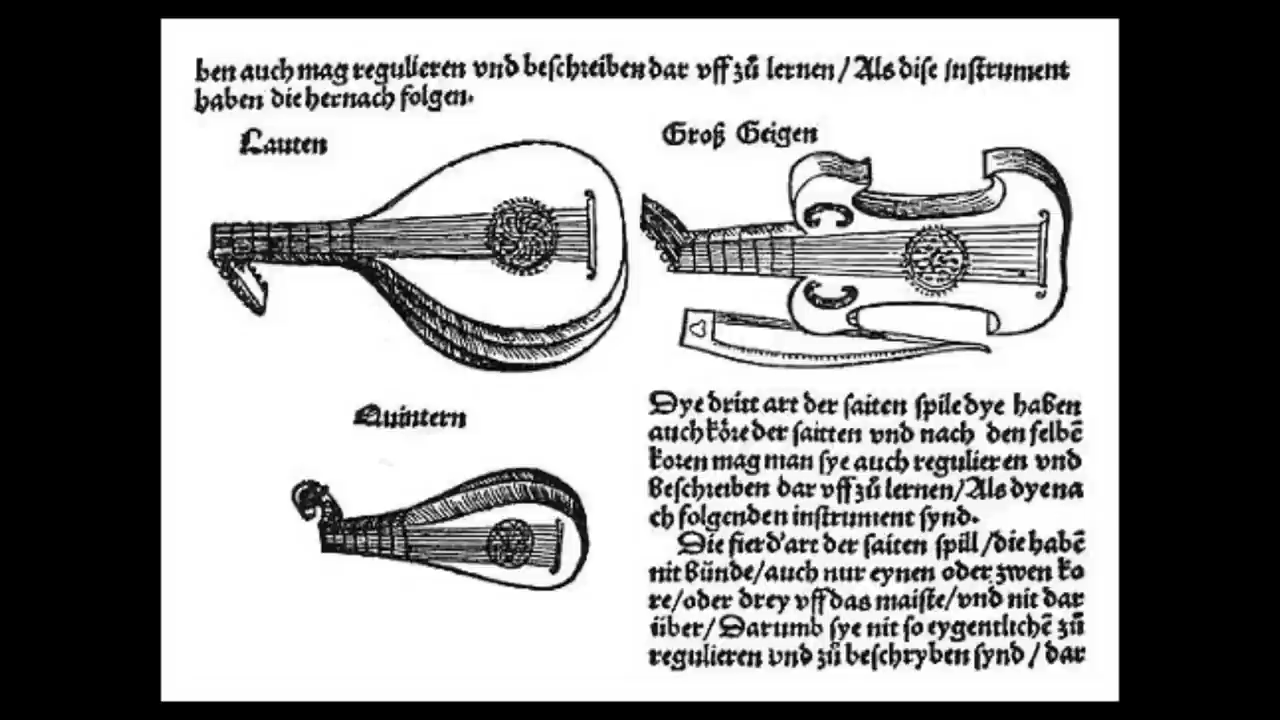 ben auch mag regulieren vnd beschreiben dar vff zů lernen / Als dise instrument
haben die hernach folgen.
Lauten
Groß Geigen
Quintern
Dye dritt art der saiten spile dye haben
auch kőre der saitten vnd nach den selbē
koren mag man sye auch regulieren vnd
Beschreiben dar vff zů lernen/Als dye na
ch folgenden instrument synd.
Die fierd'art der saiten spill /die habē
nit Bünde/auch nur eynen oder zwen ko
re/oder drey vff das maiste/vnd nit dar
über/Darumb sye nit so eygentlichē zů
regulieren vnd zů beschryben synd / dar